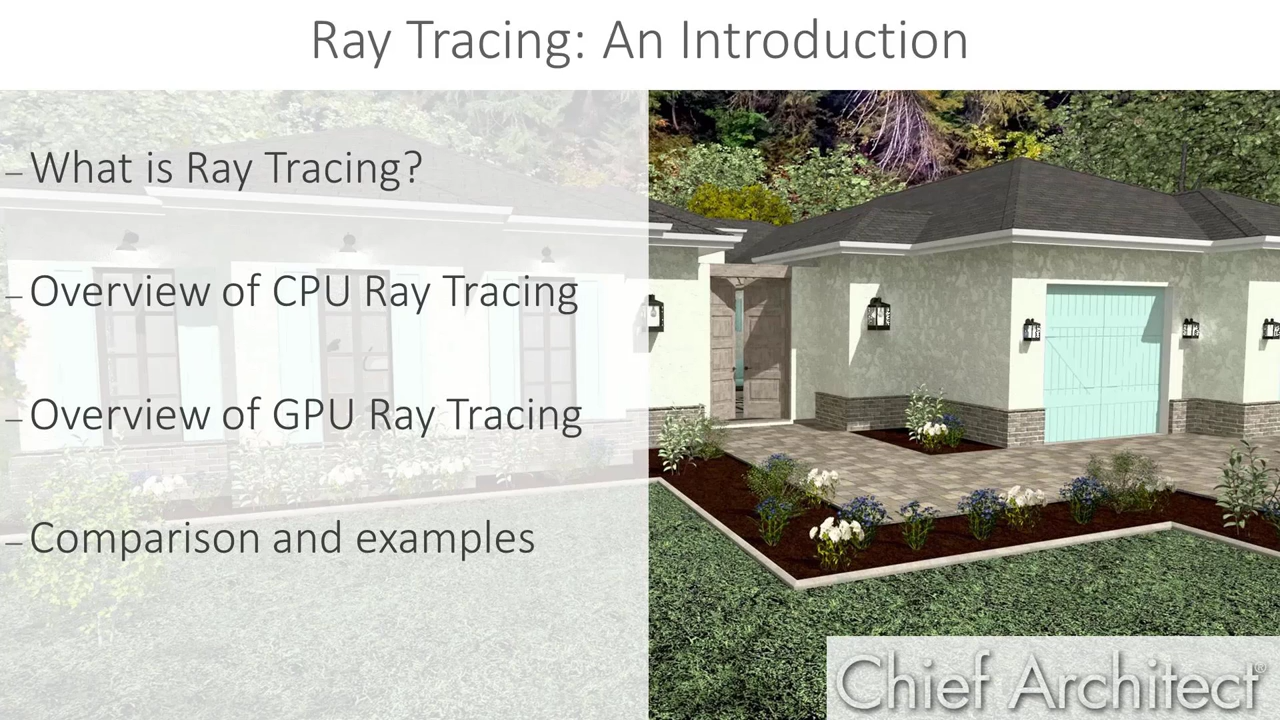 Ray Tracing: An Introduction
– What is Ray Tracing?
– Overview of CPU Ray Tracing
– Overview of GPU Ray Tracing
– Comparison and examples
Chief Architect®